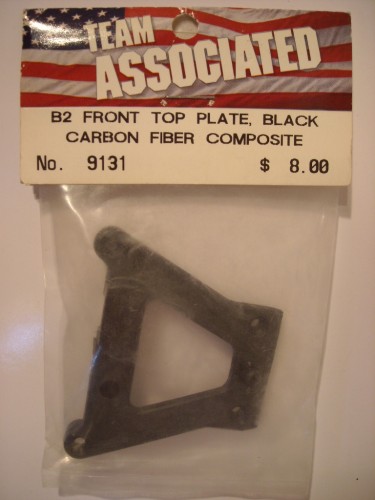 TEAM
ASSOCIATED
B2 FRONT TOP PLATE, BLACK
CARBON FIBER COMPOSITE
No. 9131 $ 8.00